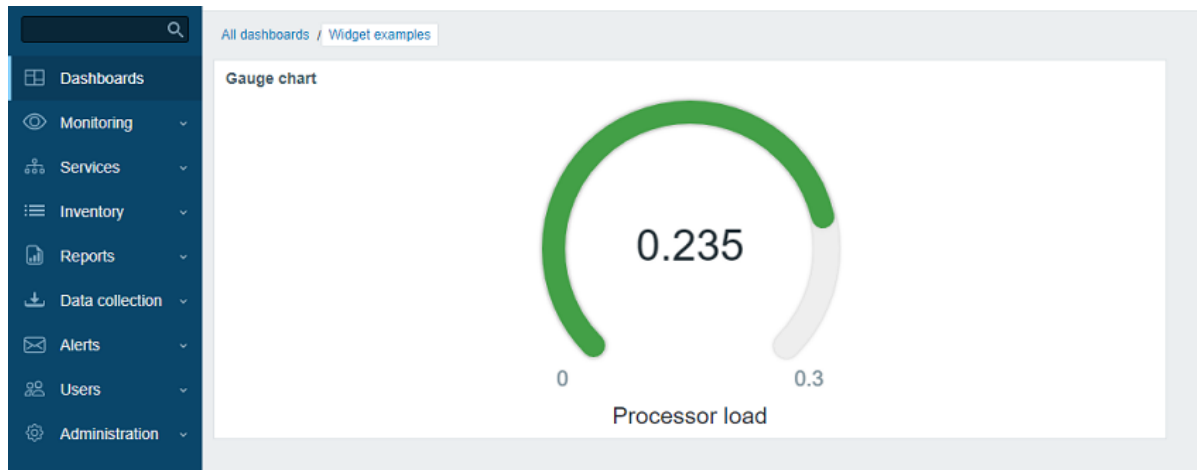 All dashboards / Widget examples
Dashboards
Monitoring
Services
Inventory
Reports
Data collection
Alerts
Users
Administration
Gauge chart
0.235
0 0.3
Processor load